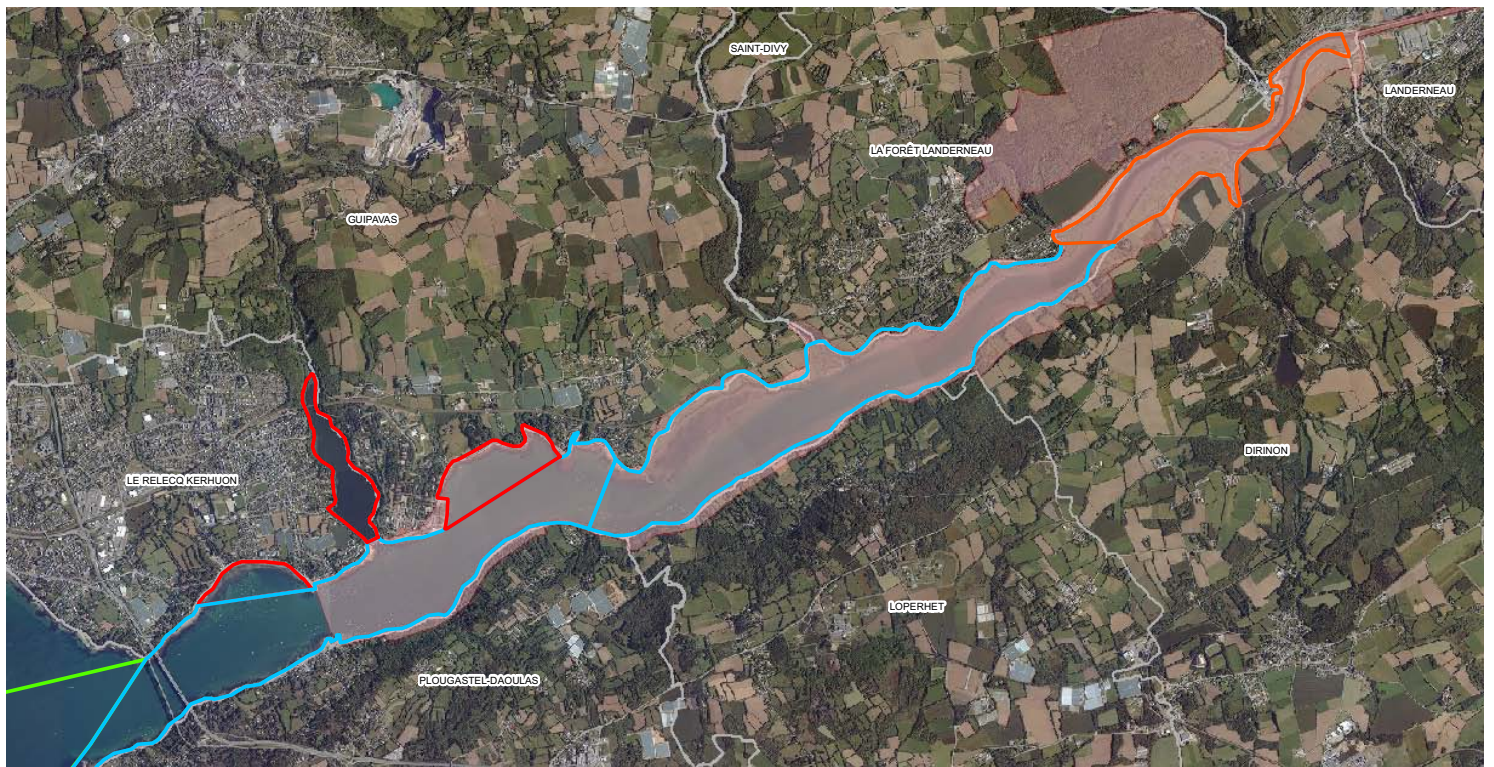 SAINT-DIVY
LANDERNEAU
LA FORÊT LANDERNEAU
GUIPAVAS
DIRINON
LE RELECQ KERHUON
LOPERHET
PLOUGASTEL-DAOULAS